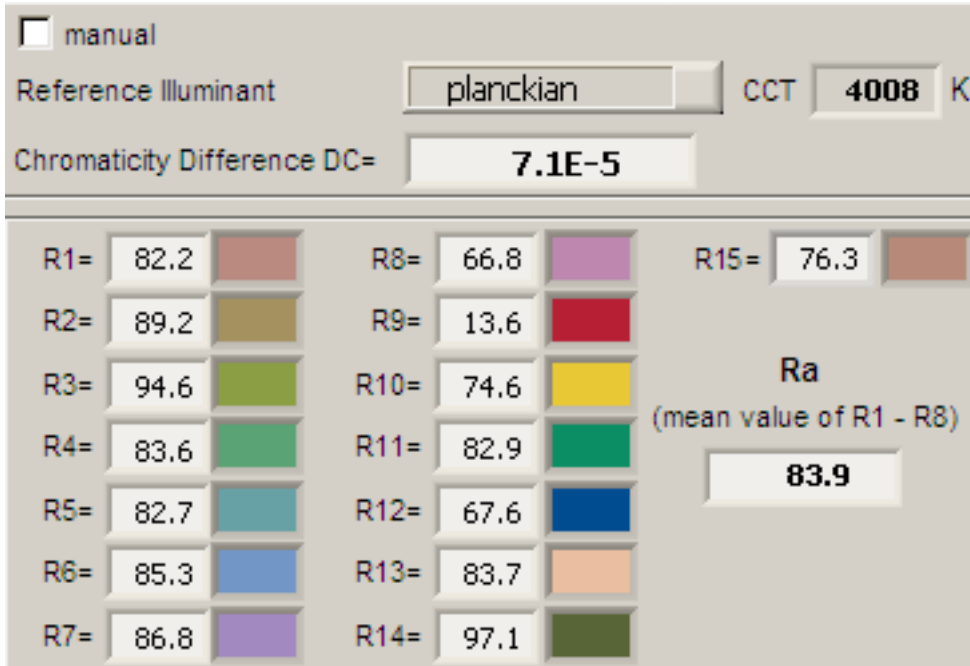 manual
Reference Illuminant planckian CCT 4008 K
Chromaticity Difference DC= 7.1E-5
R1= 82.2 R8= 66.8 R15= 76.3
R2= 89.2 R9= 13.6
R3= 94.6 R10= 74.6 Ra
(mean value of R1 - R8)
R4= 83.6 R11= 82.9
83.9
R5= 82.7 R12= 67.6
R6= 85.3 R13= 83.7
R7= 86.8 R14= 97.1